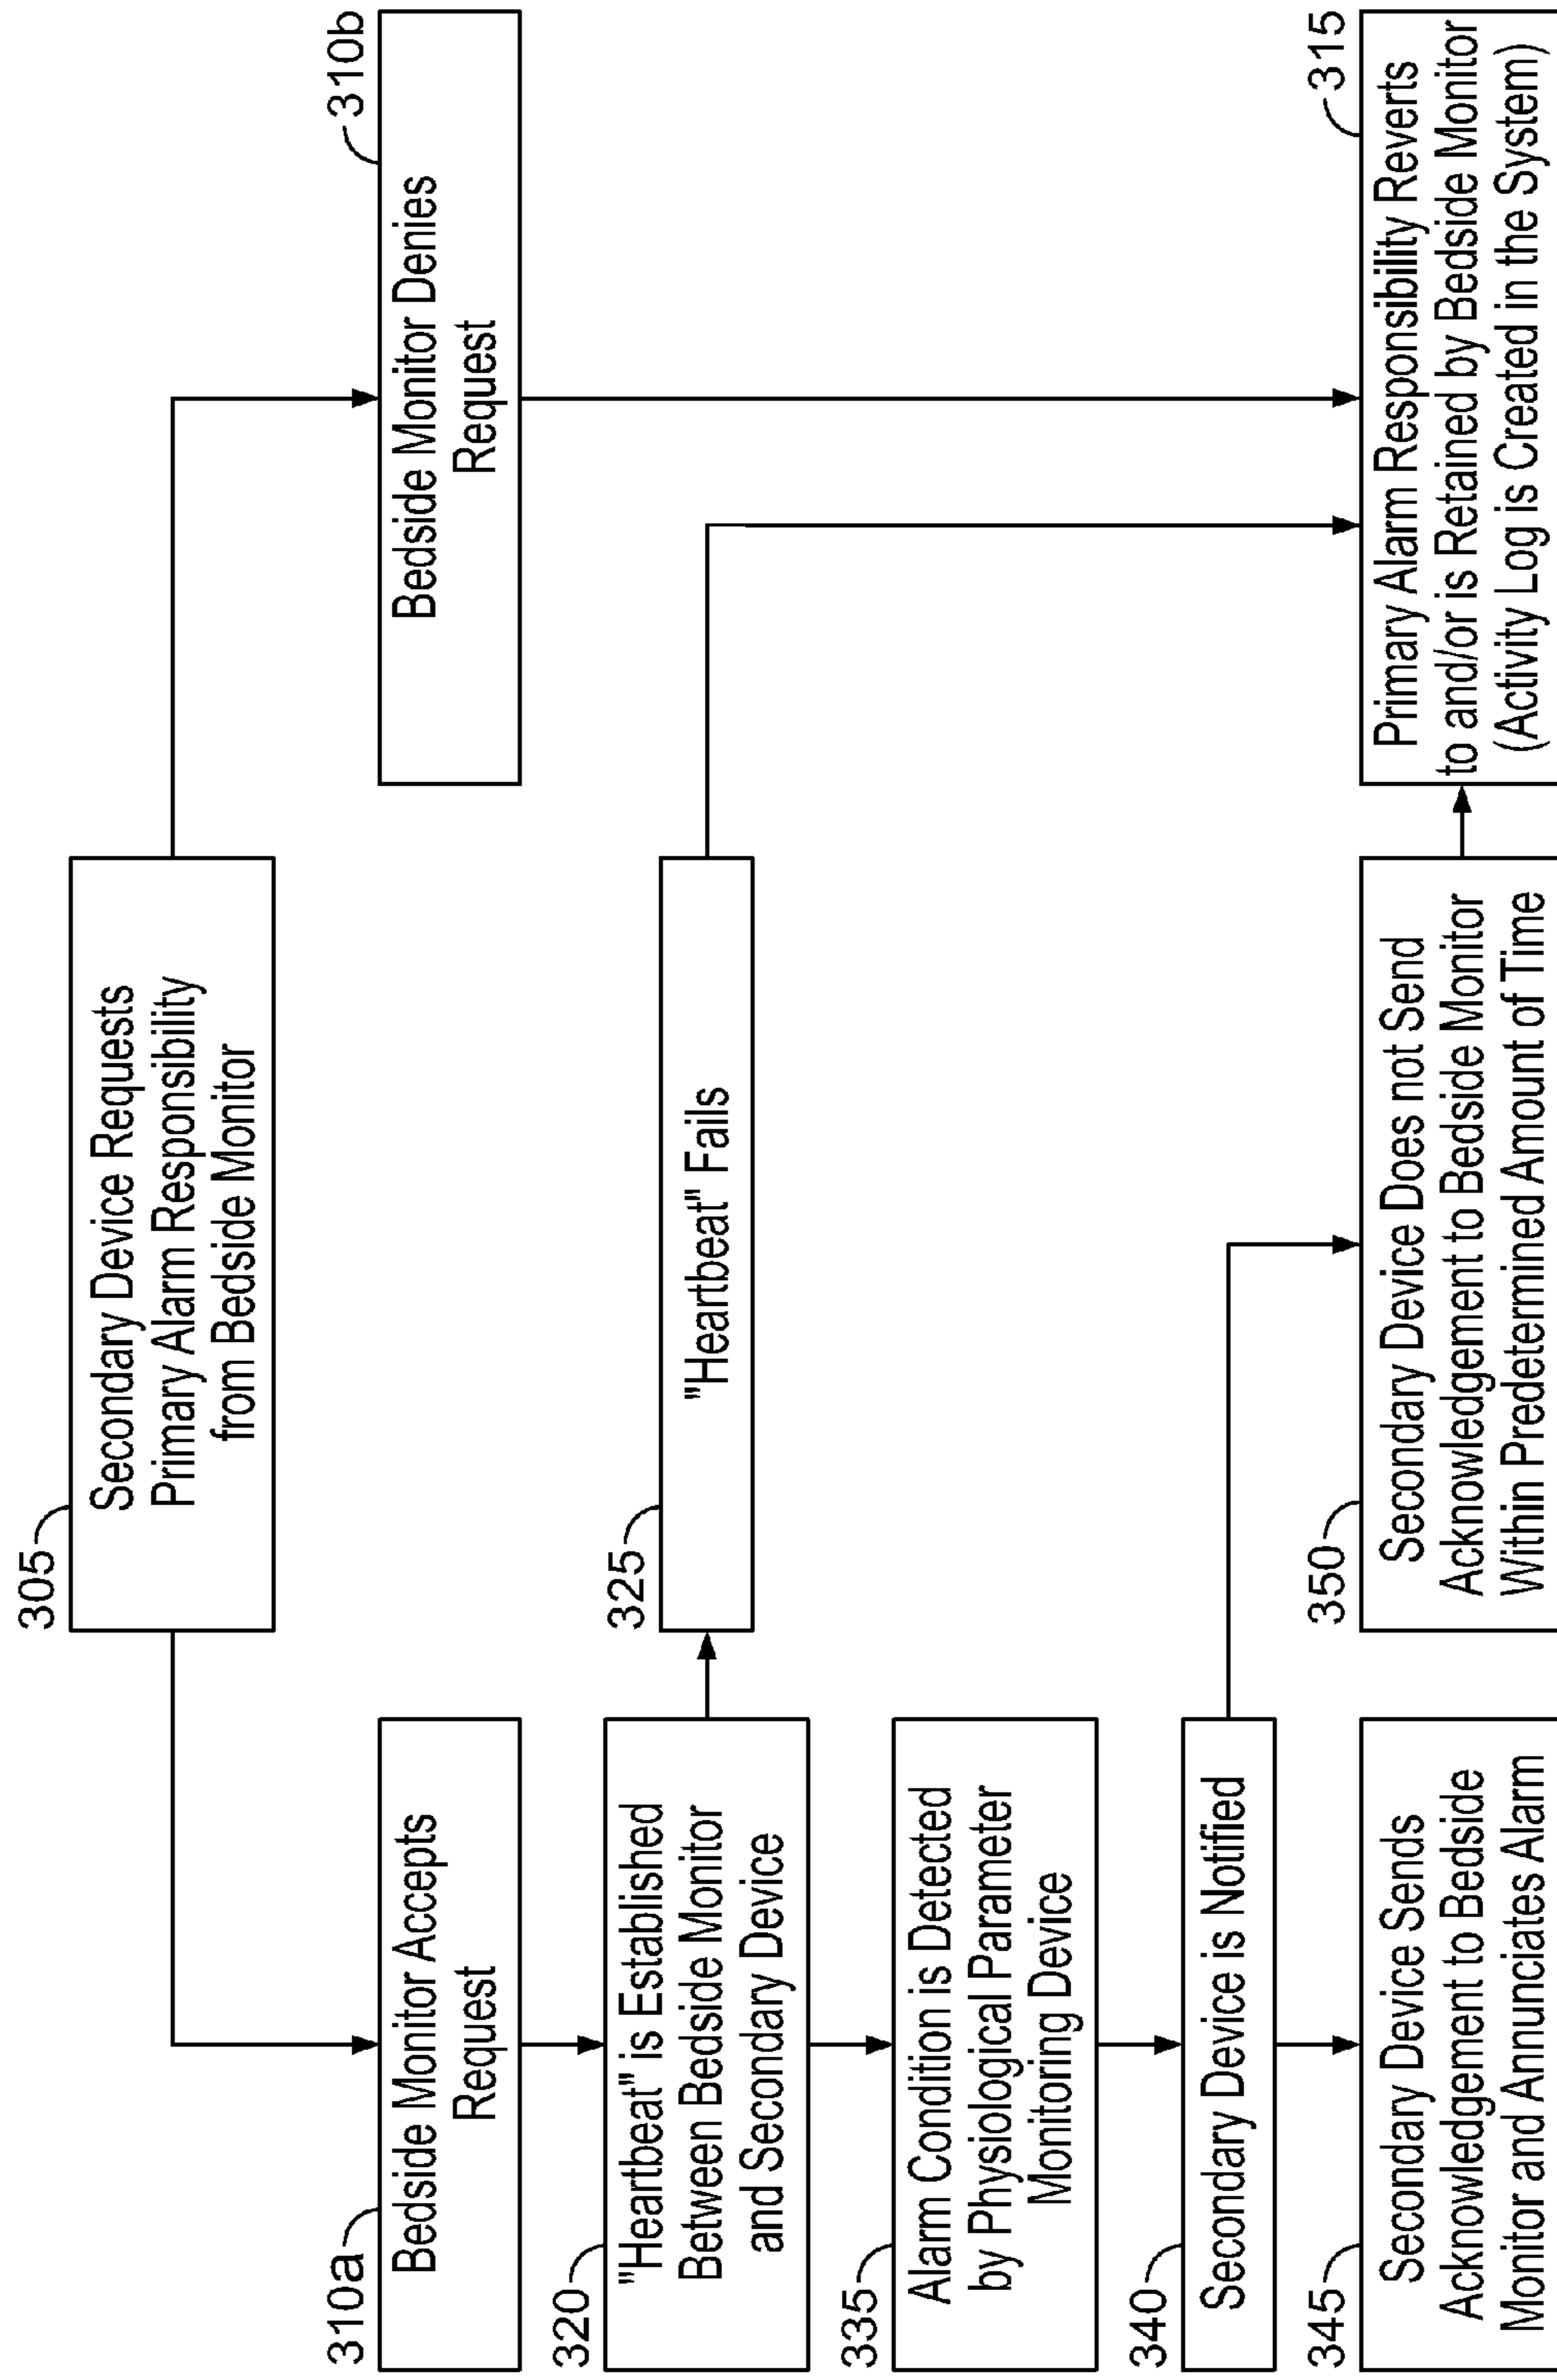 305
Secondary Device Requests
Primary Alarm Responsibility
from Bedside Monitor
310a
Bedside Monitor Accepts
Request
310b
Bedside Monitor Denies
Request
320
"Heartbeat" is Established
Between Bedside Monitor
and Secondary Device
325
"Heartbeat" Fails
335
Alarm Condition is Detected
by Physiological Parameter
Monitoring Device
340
Secondary Device is Notified
345
Secondary Device Sends
Acknowledgement to Bedside
Monitor and Annunciates Alarm
350
Secondary Device Does not Send
Acknowledgement to Bedside Monitor
Within Predetermined Amount of Time
315
Primary Alarm Responsibility Reverts
to and/or is Retained by Bedside Monitor
(Activity Log is Created in the System)